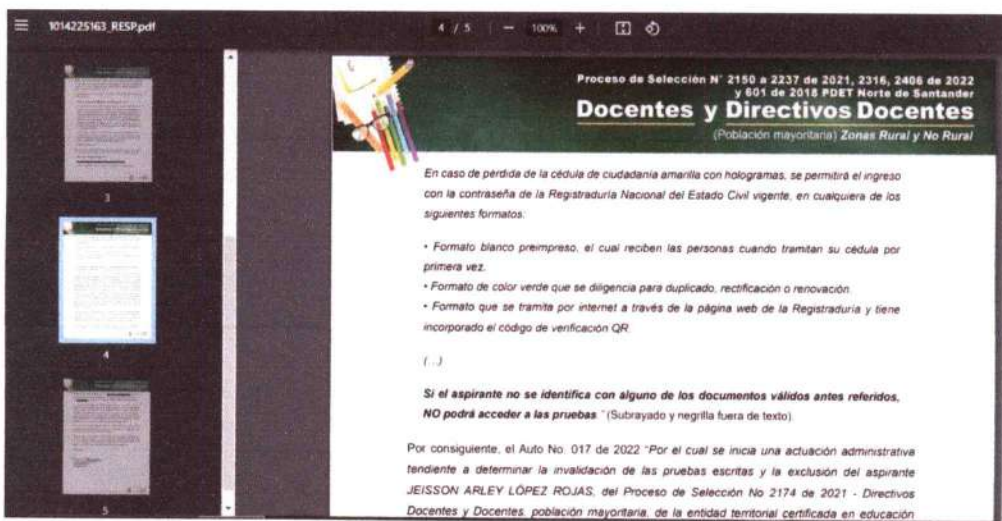 1014225163_RESP.pdf
4 / 5
100%
3
4
5
Proceso de Selección N° 2150 a 2237 de 2021, 2316, 2406 de 2022
y 601 de 2018 PDET Norte de Santander
Docentes y Directivos Docentes
(Población mayoritaria) Zonas Rural y No Rural
En caso de pérdida de la cédula de ciudadanía amarilla con hologramas, se permitirá el ingreso
con la contraseña de la Registraduría Nacional del Estado Civil vigente, en cualquiera de los
siguientes formatos:
• Formato blanco preimpreso, el cual reciben las personas cuando tramitan su cédula por
primera vez.
• Formato de color verde que se diligencia para duplicado, rectificación o renovación.
• Formato que se tramita por internet a través de la página web de la Registraduría y tiene
incorporado el código de verificación QR.
(...)
Si el aspirante no se identifica con alguno de los documentos válidos antes referidos,
NO podrá acceder a las pruebas." (Subrayado y negrilla fuera de texto).
Por consiguiente, el Auto No. 017 de 2022 "Por el cual se inicia una actuación administrativa
tendiente a determinar la invalidación de las pruebas escritas y la exclusión del aspirante
JEISSON ARLEY LÓPEZ ROJAS, del Proceso de Selección No 2174 de 2021 - Directivos
Docentes y Docentes, población mayoritaria, de la entidad territorial certificada en educación